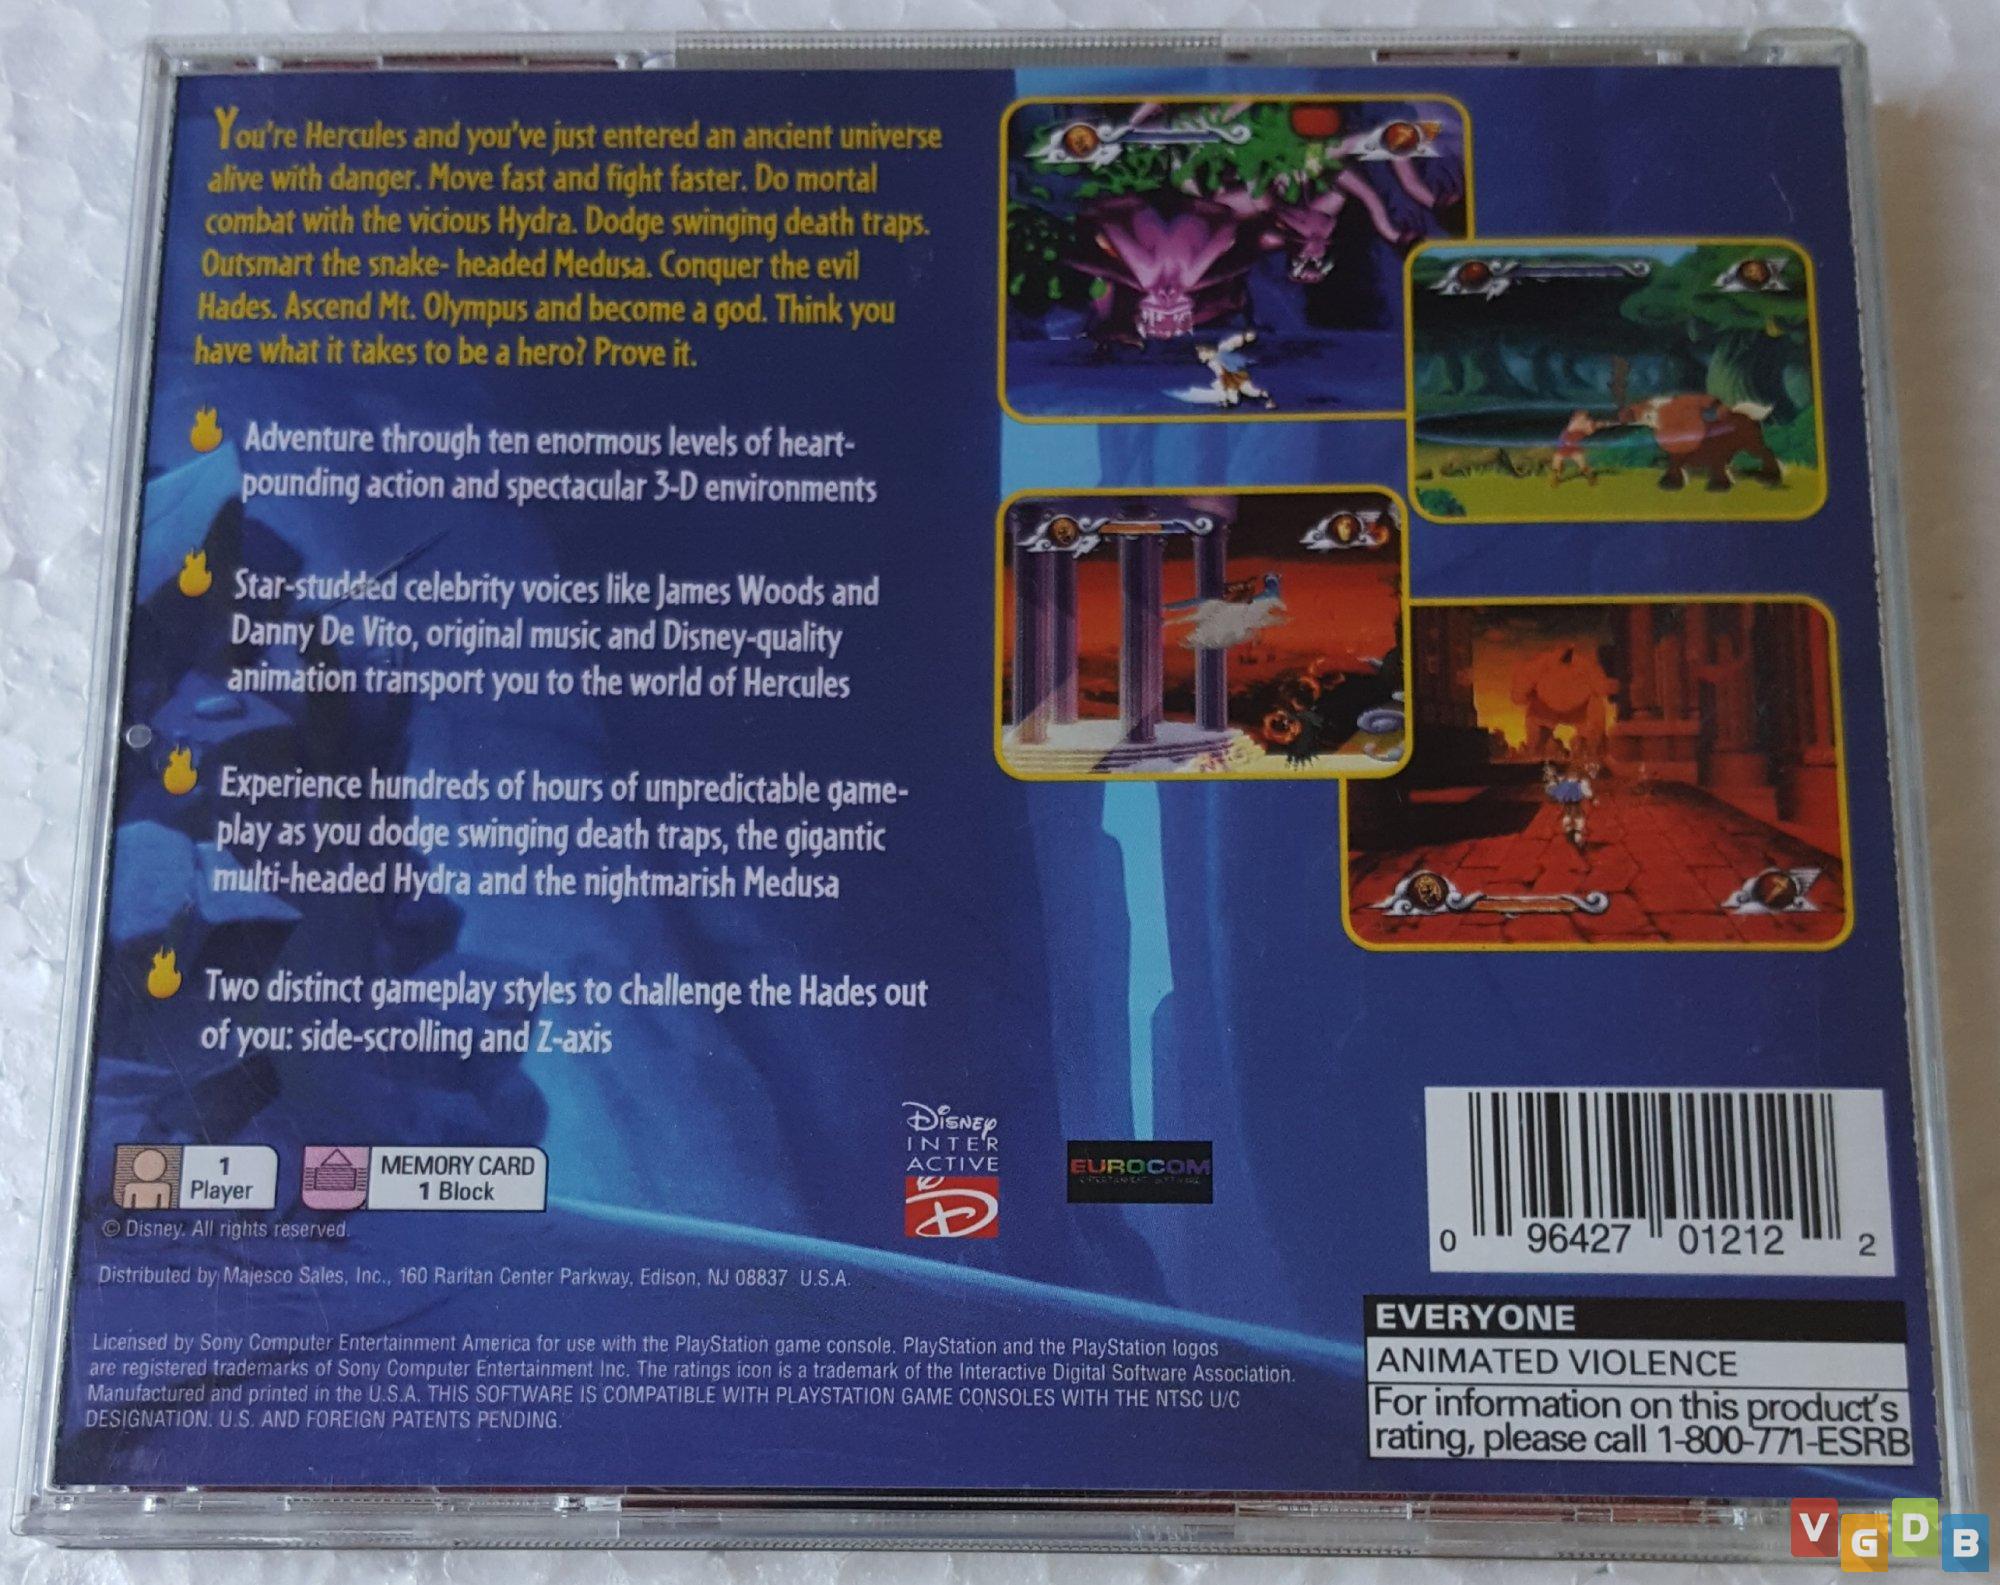 You're Hercules and you've just entered an ancient universe
alive with danger. Move fast and fight faster. Do mortal
combat with the vicious Hydra. Dodge swinging death traps.
Outsmart the snake- headed Medusa. Conquer the evil
Hades. Ascend Mt. Olympus and become a god. Think you
have what it takes to be a hero? Prove it.
Adventure through ten enormous levels of heart-
pounding action and spectacular 3-D environments
Star-studded celebrity voices like James Woods and
Danny De Vito, original music and Disney-quality
animation transport you to the world of Hercules
Experience hundreds of hours of unpredictable game-
play as you dodge swinging death traps, the gigantic
multi-headed Hydra and the nightmarish Medusa
Two distinct gameplay styles to challenge the Hades out
of you: side-scrolling and Z-axis
1
Player
MEMORY CARD
1 Block
DISNEY
INTER
ACTIVE
D
EUROCOM
ENTERTAINMENT SOFTWARE
© Disney. All rights reserved.
Distributed by Majesco Sales, Inc., 160 Raritan Center Parkway, Edison, NJ 08837 U.S.A.
Licensed by Sony Computer Entertainment America for use with the PlayStation game console. PlayStation and the PlayStation logos
are registered trademarks of Sony Computer Entertainment Inc. The ratings icon is a trademark of the Interactive Digital Software Association.
Manufactured and printed in the U.S.A. THIS SOFTWARE IS COMPATIBLE WITH PLAYSTATION GAME CONSOLES WITH THE NTSC U/C
DESIGNATION. U.S. AND FOREIGN PATENTS PENDING.
0 96427 01212 2
EVERYONE
ANIMATED VIOLENCE
For information on this product's
rating, please call 1-800-771-ESRB
VGDB